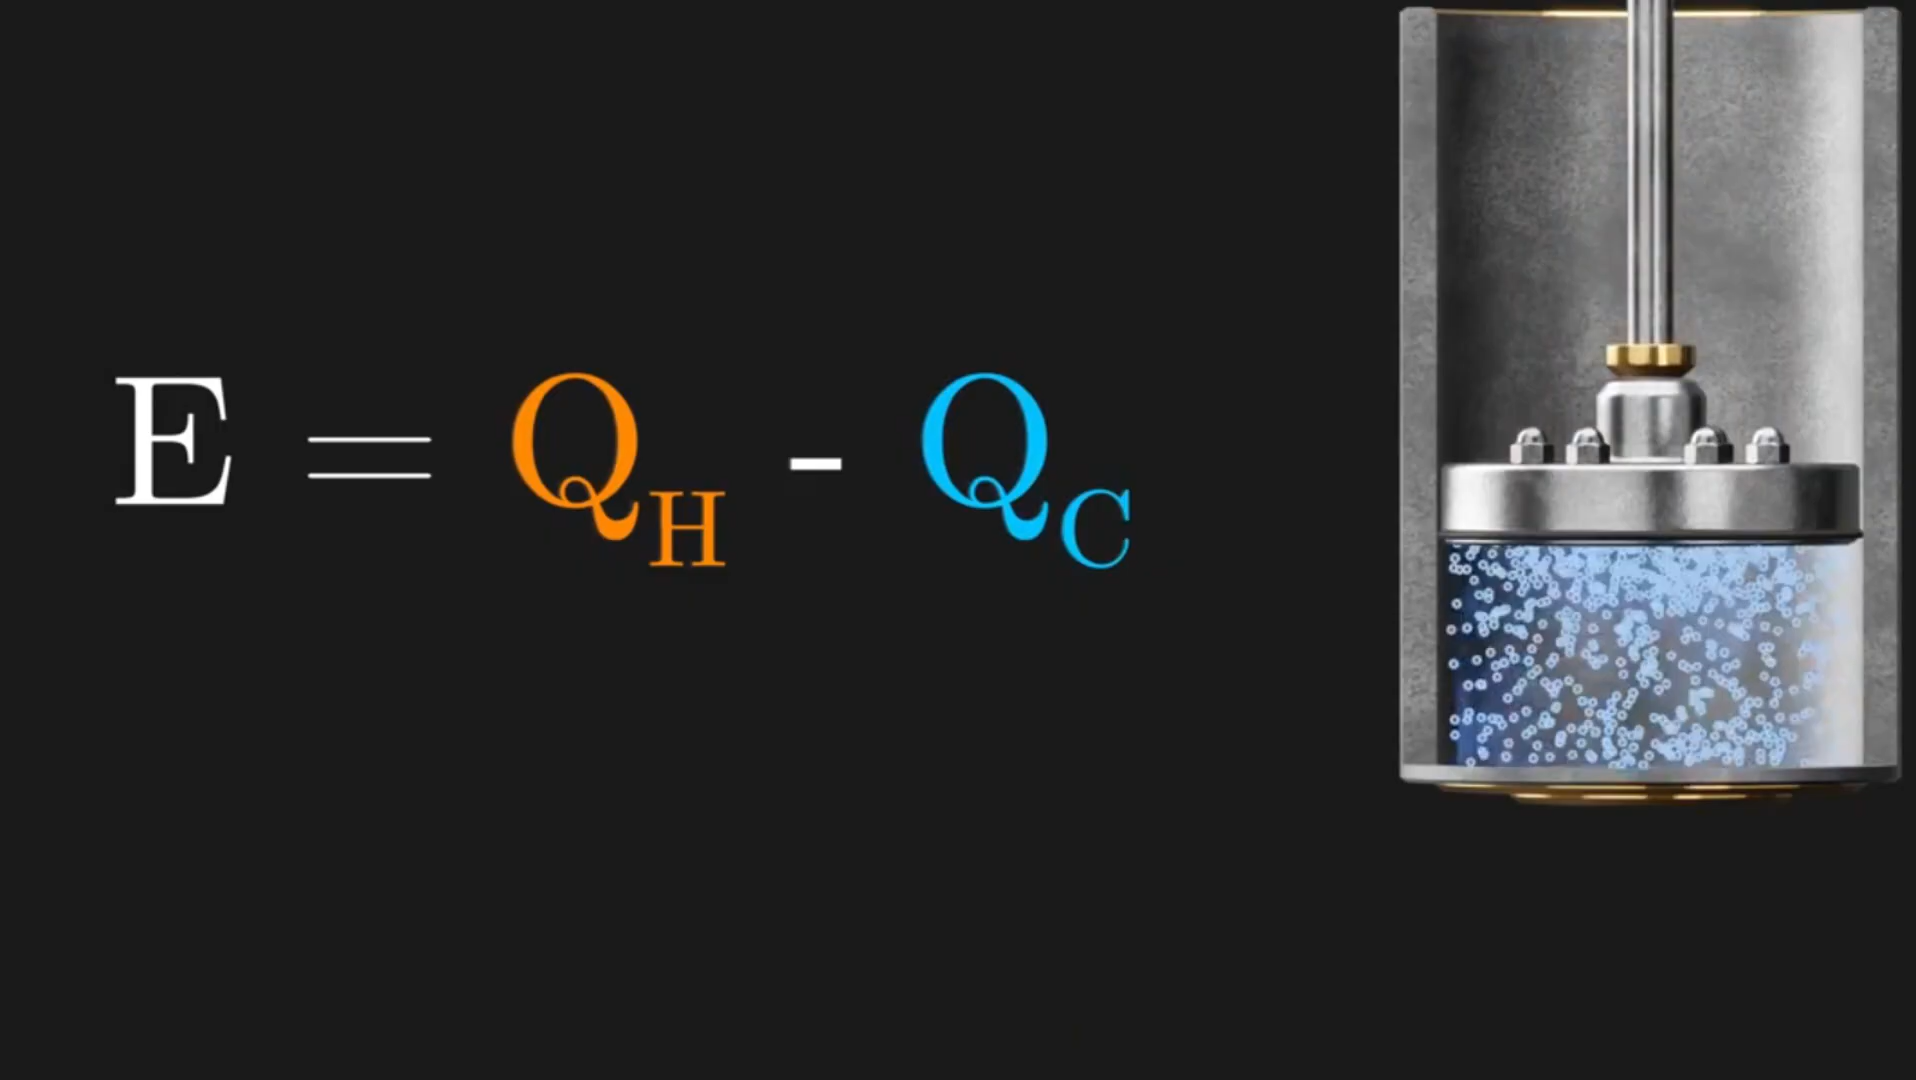 E = Q_H - Q_C